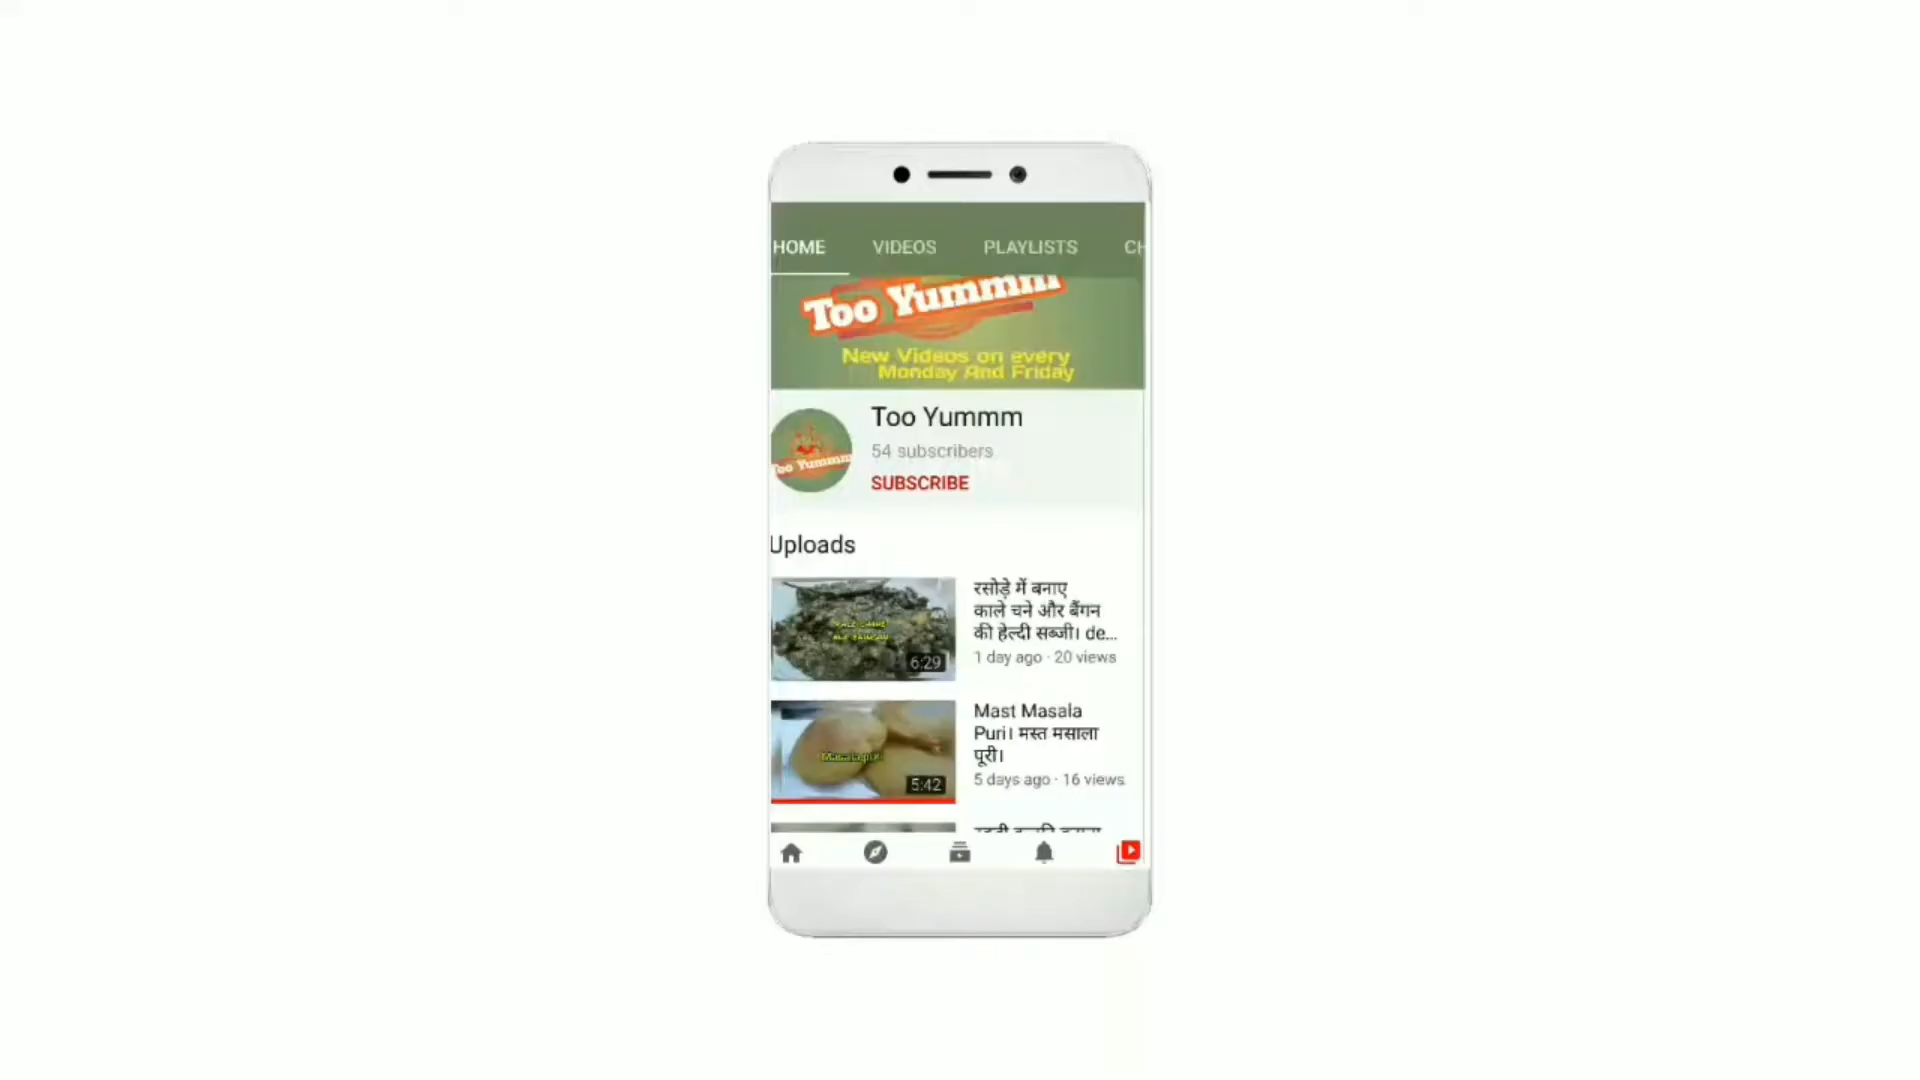 HOME VIDEOS PLAYLISTS CH
Too Yummm
New Videos on every
Monday And Friday
Too Yummm
Too Yummm
54 subscribers
SUBSCRIBE
Uploads
रसोड़े में बनाए
काले चने और बैंगन
की हेल्दी सब्जी। de...
1 day ago · 20 views
6:29
Mast Masala
Puri। मस्त मसाला
पूरी।
5 days ago · 16 views
Masala puri
5:42